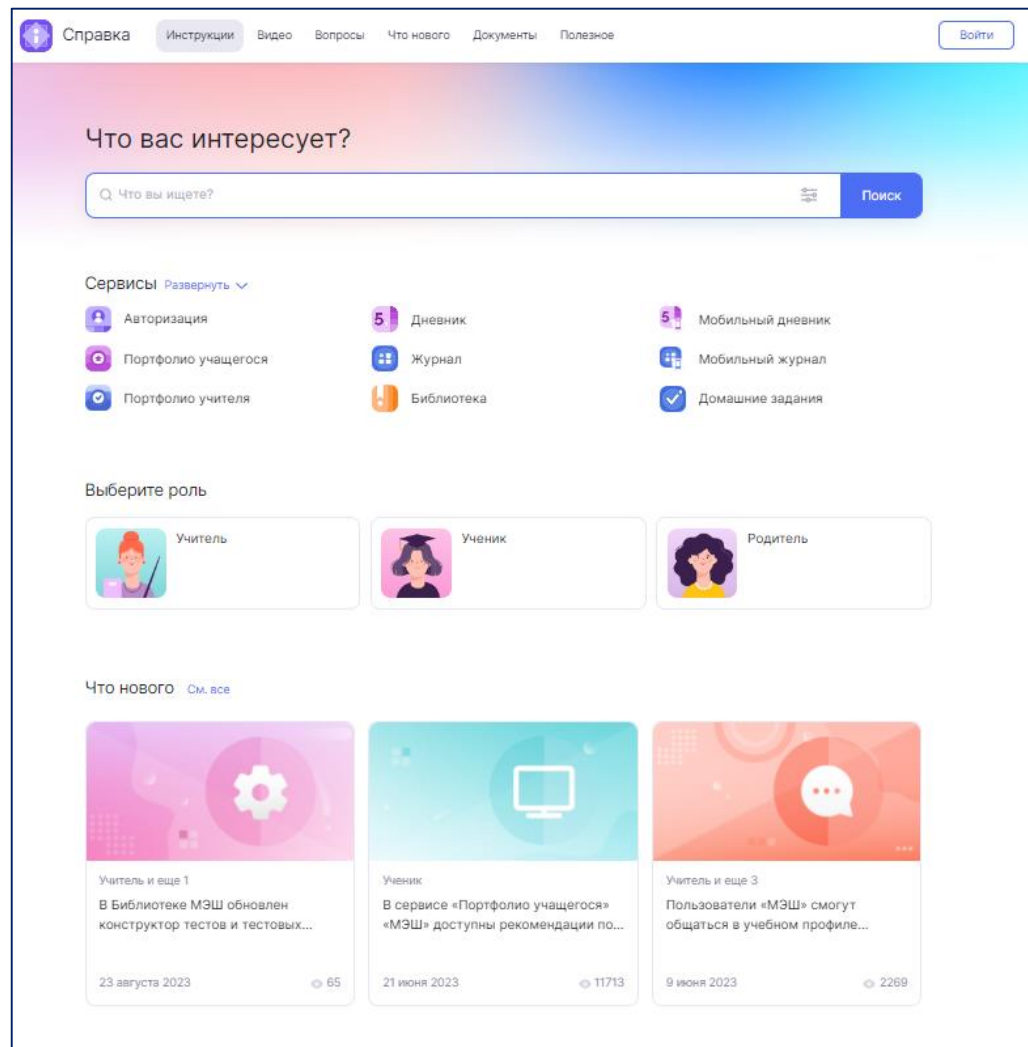 Справка Инструкции Видео Вопросы Что нового Документы Полезное Войти
Что вас интересует?
Что вы ищете? Поиск
Сервисы Развернуть
Авторизация 5 Дневник 5 Мобильный дневник
Портфолио учащегося Журнал Мобильный журнал
Портфолио учителя Библиотека Домашние задания
Выберите роль
Учитель Ученик Родитель
Что нового См. все
Учитель и еще 1
В Библиотеке МЭШ обновлен
конструктор тестов и тестовых...
23 августа 2023 65
Ученик
В сервисе «Портфолио учащегося»
«МЭШ» доступны рекомендации по...
21 июня 2023 11713
Учитель и еще 3
Пользователи «МЭШ» смогут
общаться в учебном профиле...
9 июня 2023 2269